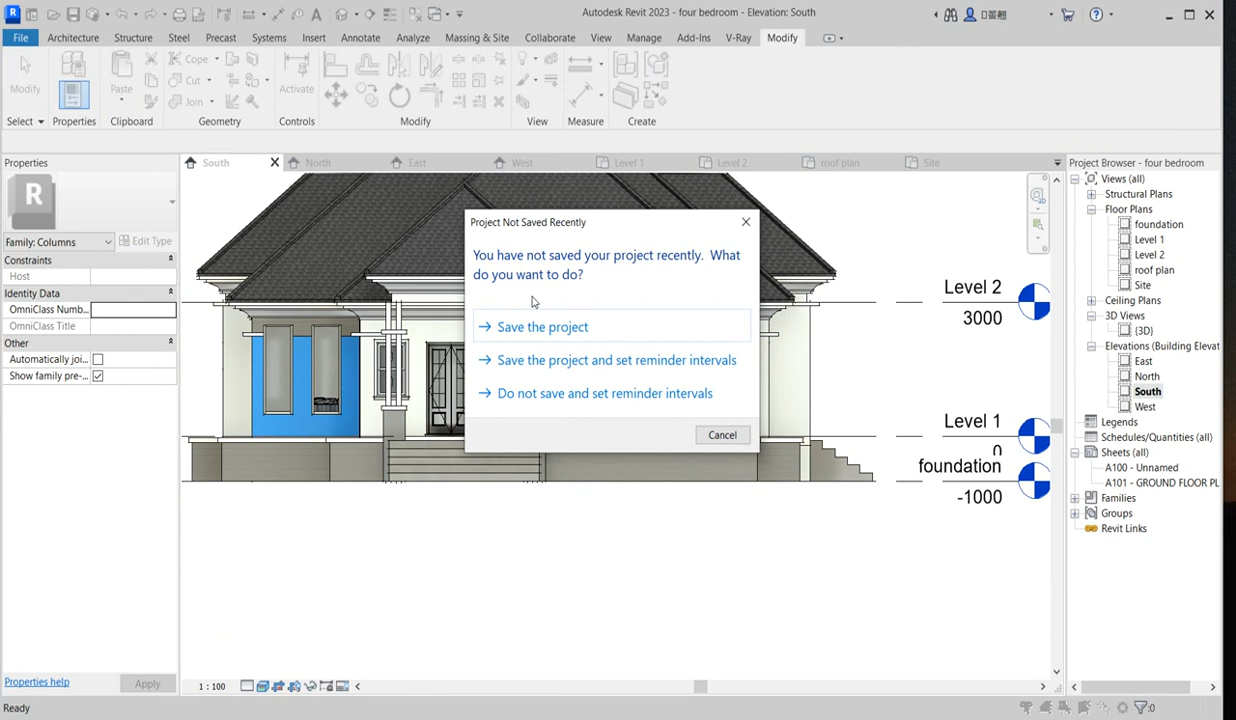 Autodesk Revit 2023 - four bedroom - Elevation: South
File Architecture Structure Steel Precast Systems Insert Annotate Analyze Massing & Site Collaborate View Manage Add-Ins V-Ray Modify
Modify
Paste
Cope
Cut
Join
Activate
Select Properties Clipboard Geometry Controls Modify View Measure Create
Properties
South North East West Level 1 Level 2 roof plan Site
Project Browser - four bedroom
R
Family: Columns Edit Type
Constraints
Host
Identity Data
OmniClass Numb...
OmniClass Title
Other
Automatically joi...
Show family pre-...
Properties help Apply
Project Not Saved Recently
You have not saved your project recently. What
do you want to do?
Save the project
Save the project and set reminder intervals
Do not save and set reminder intervals
Cancel
Level 2
3000
Level 1
0
foundation
-1000
Views (all)
Structural Plans
Floor Plans
foundation
Level 1
Level 2
roof plan
Site
Ceiling Plans
3D Views
{3D}
Elevations (Building Elevat
East
North
South
West
Legends
Schedules/Quantities (all)
Sheets (all)
A100 - Unnamed
A101 - GROUND FLOOR PL
Families
Groups
Revit Links
1 : 100
Ready
:0